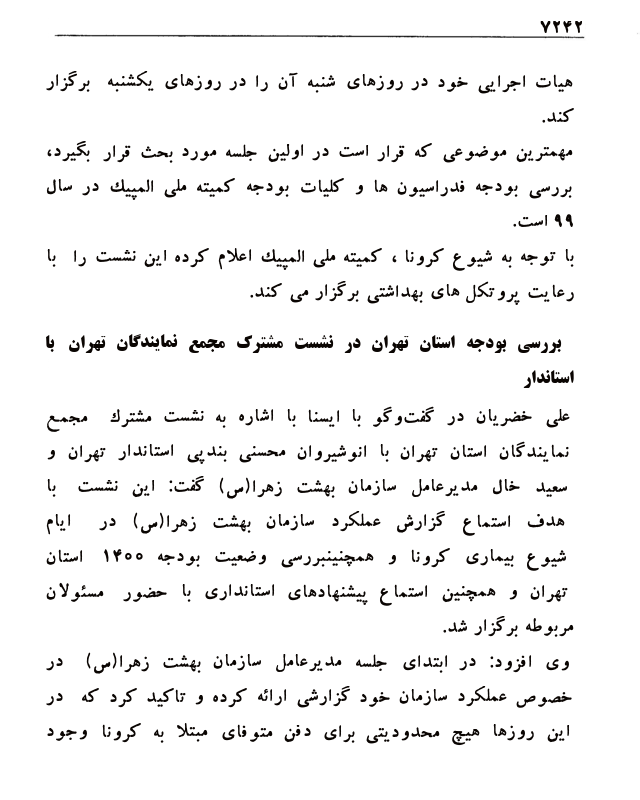 ۷۲۴۲
هیات اجرایی خود در روزهای شنبه آن را در روزهای یکشنبه برگزار
کند.
مهمترین موضوعی که قرار است در اولین جلسه مورد بحث قرار بگیرد،
بررسی بودجه فدراسیون ها و کلیات بودجه کمیته ملی المپیك در سال
۹۹ است.
با توجه به شیوع کرونا ، کمیته ملی المپیك اعلام کرده این نشست را با
رعایت پروتکل های بهداشتی برگزار می کند.
بررسی بودجه استان تهران در نشست مشترک مجمع نمایندگان تهران با
استاندار
علی خضریان در گفت‌وگو با ایسنا با اشاره به نشست مشترك مجمع
نمایندگان استان تهران با انوشیروان محسنی بندپی استاندار تهران و
سعید خال مدیرعامل سازمان بهشت زهرا(س) گفت: این نشست با
هدف استماع گزارش عملکرد سازمان بهشت زهرا(س) در ایام
شیوع بیماری کرونا و همچنینبررسی وضعیت بودجه ۱۴۰۰ استان
تهران و همچنین استماع پیشنهادهای استانداری با حضور مسئولان
مربوطه برگزار شد.
وی افزود: در ابتدای جلسه مدیرعامل سازمان بهشت زهرا(س) در
خصوص عملکرد سازمان خود گزارشی ارائه کرده و تاکید کرد که در
این روزها هیچ محدودیتی برای دفن متوفای مبتلا به کرونا وجود